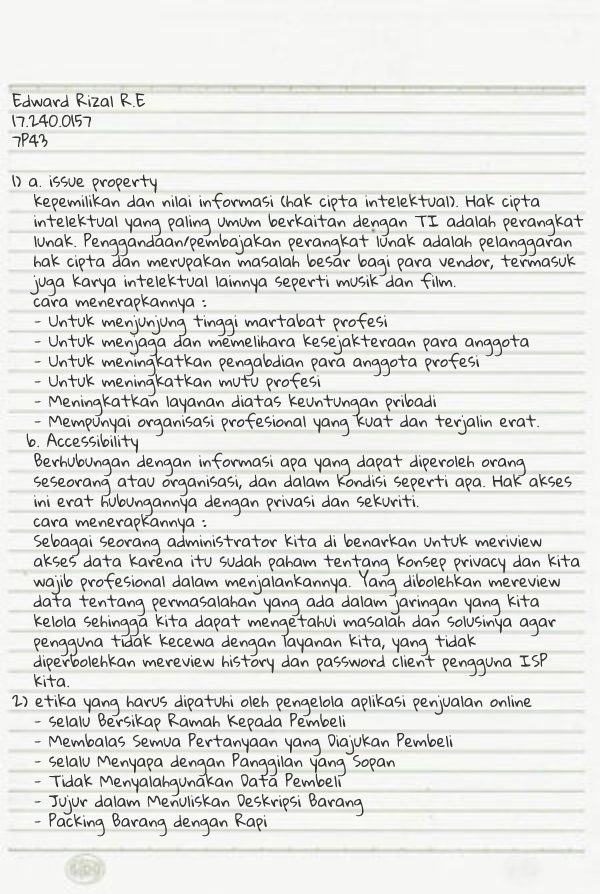 Edward Rizal R.E
17.240.0157
7P43
1) a. issue property
kepemilikan dan nilai informasi (hak cipta intelektual). Hak cipta
intelektual yang paling umum berkaitan dengan TI adalah perangkat
lunak. Penggandaan/pembajakan perangkat lunak adalah pelanggaran
hak cipta dan merupakan masalah besar bagi para vendor, termasuk
juga karya intelektual lainnya seperti musik dan film.
cara menerapkannya :
- Untuk menjunjung tinggi martabat profesi
- Untuk menjaga dan memelihara kesejakteraan para anggota
- Untuk meningkatkan pengabdian para anggota profesi
- Untuk meningkatkan mutu profesi
- Meningkatkan layanan diatas keuntungan pribadi
- Mempunyai organisasi profesional yang kuat dan terjalin erat.
b. Accessibility
Berhubungan dengan informasi apa yang dapat diperoleh orang
seseorang atau organisasi, dan dalam kondisi seperti apa. Hak akses
ini erat hubungannya dengan privasi dan sekuriti.
cara menerapkannya :
Sebagai seorang administrator kita di benarkan untuk meriview
akses data karena itu sudah paham tentang konsep privacy dan kita
wajib profesional dalam menjalankannya. Yang dibolehkan mereview
data tentang permasalahan yang ada dalam jaringan yang kita
kelola sehingga kita dapat mengetahui masalah dan solusinya agar
pengguna tidak kecewa dengan layanan kita, yang tidak
diperbolehkan mereview history dan password client pengguna ISP
kita.
2) etika yang harus dipatuhi oleh pengelola aplikasi penjualan online
- selalu Bersikap Ramah Kepada Pembeli
- Membalas Semua Pertanyaan yang Diajukan Pembeli
- selalu Menyapa dengan Panggilan yang Sopan
- Tidak Menyalahgunakan Data Pembeli
- Jujur dalam Menuliskan Deskripsi Barang
- Packing Barang dengan Rapi